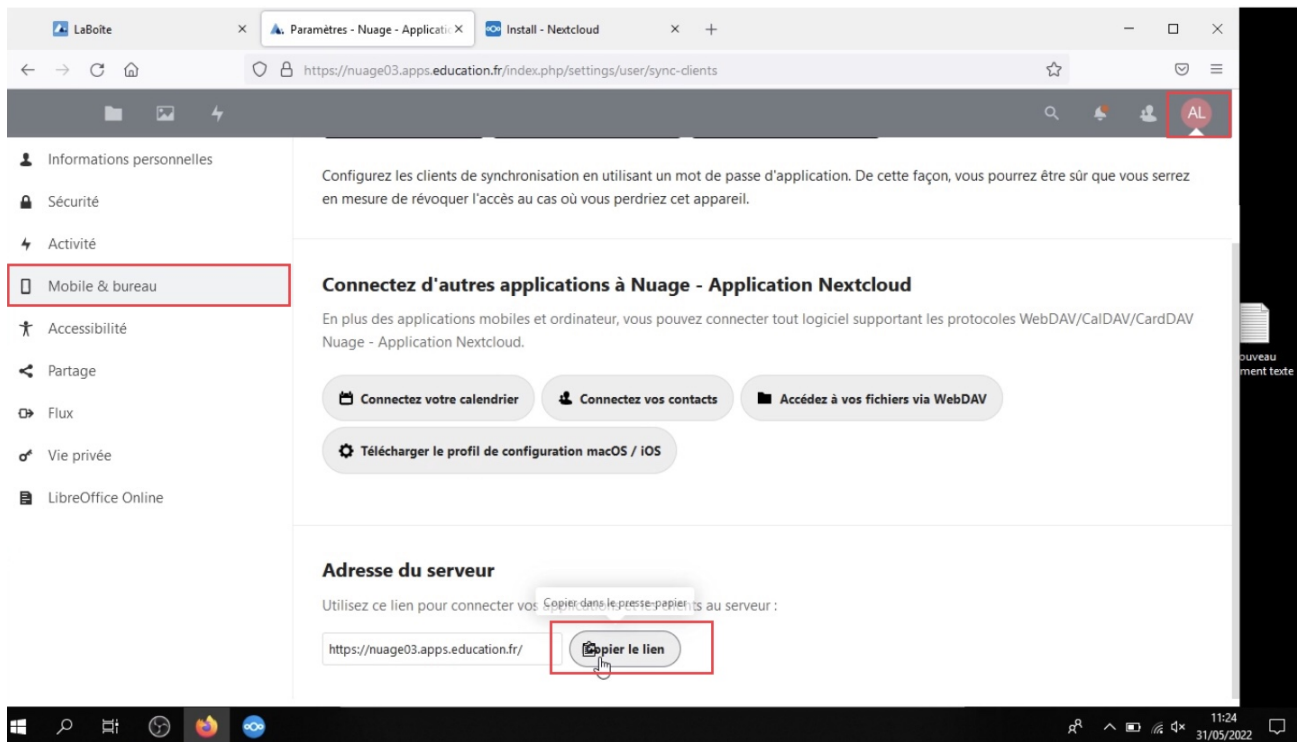 LaBoîte
Paramètres - Nuage - Applicatic
Install - Nextcloud
https://nuage03.apps.education.fr/index.php/settings/user/sync-clients
AL
Informations personnelles
Sécurité
Activité
Mobile & bureau
Accessibilité
Partage
Flux
Vie privée
LibreOffice Online
Configurez les clients de synchronisation en utilisant un mot de passe d'application. De cette façon, vous pourrez être sûr que vous serrez
en mesure de révoquer l'accès au cas où vous perdriez cet appareil.
Connectez d'autres applications à Nuage - Application Nextcloud
En plus des applications mobiles et ordinateur, vous pouvez connecter tout logiciel supportant les protocoles WebDAV/CalDAV/CardDAV
Nuage - Application Nextcloud.
Connectez votre calendrier
Connectez vos contacts
Accédez à vos fichiers via WebDAV
Télécharger le profil de configuration macOS / iOS
Adresse du serveur
Utilisez ce lien pour connecter vos applications et les clients au serveur :
Copier dans le presse-papier
https://nuage03.apps.education.fr/
Copier le lien
ouveau
ment texte
11:24
31/05/2022